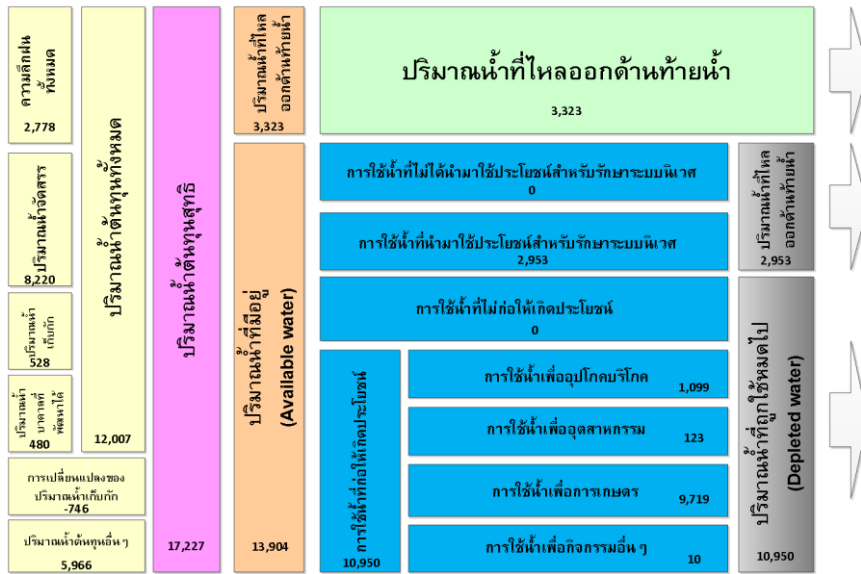 ความลึกฝน
ทั้งหมด
2,778
ปริมาณน้ำจัดสรร
8,220
ปริมาณน้ำ
เก็บกัก
528
ปริมาณน้ำ
บาดาลที่
พัฒนาได้
480
ปริมาณน้ำต้นทุนทั้งหมด
12,007
การเปลี่ยนแปลงของ
ปริมาณน้ำเก็บกัก
-746
ปริมาณน้ำต้นทุนอื่น ๆ
5,966
ปริมาณน้ำต้นทุนสุทธิ
17,227
ปริมาณน้ำที่ไหล
ออกด้านท้ายน้ำ
3,323
ปริมาณน้ำที่มีอยู่
(Available water)
13,904
ปริมาณน้ำที่ไหลออกด้านท้ายน้ำ
3,323
การใช้น้ำที่ไม่ได้นำมาใช้ประโยชน์สำหรับรักษาระบบนิเวศ
0
การใช้น้ำที่นำมาใช้ประโยชน์สำหรับรักษาระบบนิเวศ
2,953
การใช้น้ำที่ไม่ก่อให้เกิดประโยชน์
0
การใช้น้ำที่ก่อให้เกิดประโยชน์
10,950
การใช้น้ำเพื่ออุปโภคบริโภค
1,099
การใช้น้ำเพื่ออุตสาหกรรม
123
การใช้น้ำเพื่อการเกษตร
9,719
การใช้น้ำเพื่อกิจกรรมอื่น ๆ
10
ปริมาณน้ำที่ไหล
ออกด้านท้ายน้ำ
2,953
ปริมาณน้ำที่ถูกใช้หมดไป
(Depleted water)
10,950